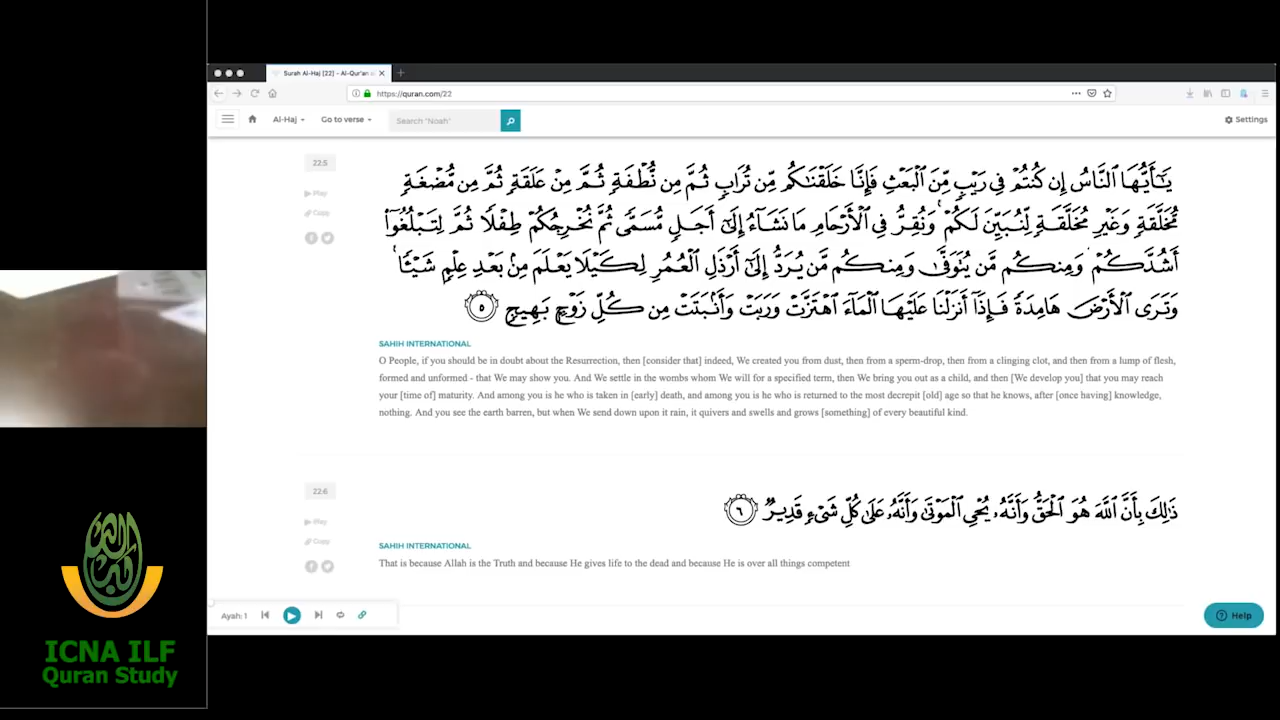 Surah Al-Haj [22] - Al-Qur'an al
https://quran.com/22
Al-Haj
Go to verse
Search "Noah"
Settings
22:5
Play
Copy
يَـٰٓأَيُّهَا ٱلنَّاسُ إِن كُنتُمْ فِى رَيْبٍ مِّنَ ٱلْبَعْثِ فَإِنَّا خَلَقْنَـٰكُم مِّن تُرَابٍ ثُمَّ مِن نُّطْفَةٍ ثُمَّ مِنْ عَلَقَةٍ ثُمَّ مِن مُّضْغَةٍ
مُّخَلَّقَةٍ وَغَيْرِ مُخَلَّقَةٍ لِّنُبَيِّنَ لَكُمْ ۚ وَنُقِرُّ فِى ٱلْأَرْحَامِ مَا نَشَآءُ إِلَىٰٓ أَجَلٍ مُّسَمًّى ثُمَّ نُخْرِجُكُمْ طِفْلًا ثُمَّ لِتَبْلُغُوٓا۟
أَشُدَّكُمْ ۖ وَمِنكُم مَّن يُتَوَفَّىٰ وَمِنكُم مَّن يُرَدُّ إِلَىٰٓ أَرْذَلِ ٱلْعُمُرِ لِكَيْلَا يَعْلَمَ مِنۢ بَعْدِ عِلْمٍ شَيْـًٔا ۚ
وَتَرَى ٱلْأَرْضَ هَامِدَةً فَإِذَآ أَنزَلْنَا عَلَيْهَا ٱلْمَآءَ ٱهْتَزَّتْ وَرَبَتْ وَأَنۢبَتَتْ مِن كُلِّ زَوْجٍۭ بَهِيجٍ ٥
SAHIH INTERNATIONAL
O People, if you should be in doubt about the Resurrection, then [consider that] indeed, We created you from dust, then from a sperm-drop, then from a clinging clot, and then from a lump of flesh,
formed and unformed - that We may show you. And We settle in the wombs whom We will for a specified term, then We bring you out as a child, and then [We develop you] that you may reach
your [time of] maturity. And among you is he who is taken in [early] death, and among you is he who is returned to the most decrepit [old] age so that he knows, after [once having] knowledge,
nothing. And you see the earth barren, but when We send down upon it rain, it quivers and swells and grows [something] of every beautiful kind.
22:6
Play
Copy
ذَٰلِكَ بِأَنَّ ٱللَّهَ هُوَ ٱلْحَقُّ وَأَنَّهُۥ يُحْىِ ٱلْمَوْتَىٰ وَأَنَّهُۥ عَلَىٰ كُلِّ شَىْءٍ قَدِيرٌ ٦
SAHIH INTERNATIONAL
That is because Allah is the Truth and because He gives life to the dead and because He is over all things competent
Ayah: 1
Help
ICNA ILF
Quran Study